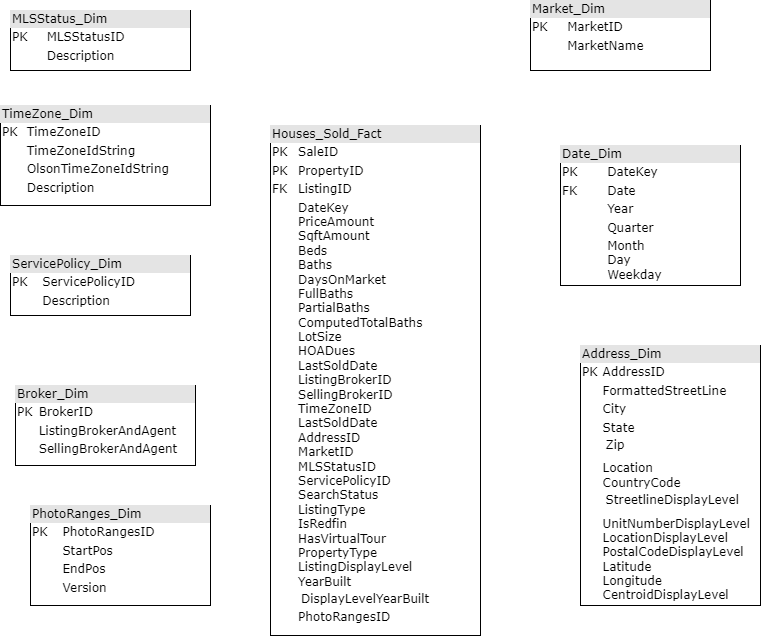 MLSStatus_Dim
PK MLSStatusID
Description
TimeZone_Dim
PK TimeZoneID
TimeZoneIdString
OlsonTimeZoneIdString
Description
ServicePolicy_Dim
PK ServicePolicyID
Description
Broker_Dim
PK BrokerID
ListingBrokerAndAgent
SellingBrokerAndAgent
PhotoRanges_Dim
PK PhotoRangesID
StartPos
EndPos
Version
Houses_Sold_Fact
PK SaleID
PK PropertyID
FK ListingID
DateKey
PriceAmount
SqftAmount
Beds
Baths
DaysOnMarket
FullBaths
PartialBaths
ComputedTotalBaths
LotSize
HOADues
LastSoldDate
ListingBrokerID
SellingBrokerID
TimeZoneID
LastSoldDate
AddressID
MarketID
MLSStatusID
ServicePolicyID
SearchStatus
ListingType
IsRedfin
HasVirtualTour
PropertyType
ListingDisplayLevel
YearBuilt
DisplayLevelYearBuilt
PhotoRangesID
Market_Dim
PK MarketID
MarketName
Date_Dim
PK DateKey
FK Date
Year
Quarter
Month
Day
Weekday
Address_Dim
PK AddressID
FormattedStreetLine
City
State
Zip
Location
CountryCode
StreetlineDisplayLevel
UnitNumberDisplayLevel
LocationDisplayLevel
PostalCodeDisplayLevel
Latitude
Longitude
CentroidDisplayLevel